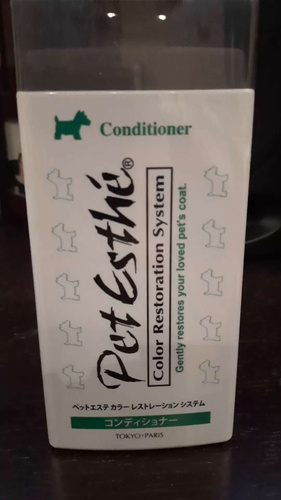 Conditioner
PetEsthé®
Color Restoration System
Gently restores your loved pet's coat.
ペットエステ カラー レストレーション システム
コンディショナー
TOKYO・PARIS